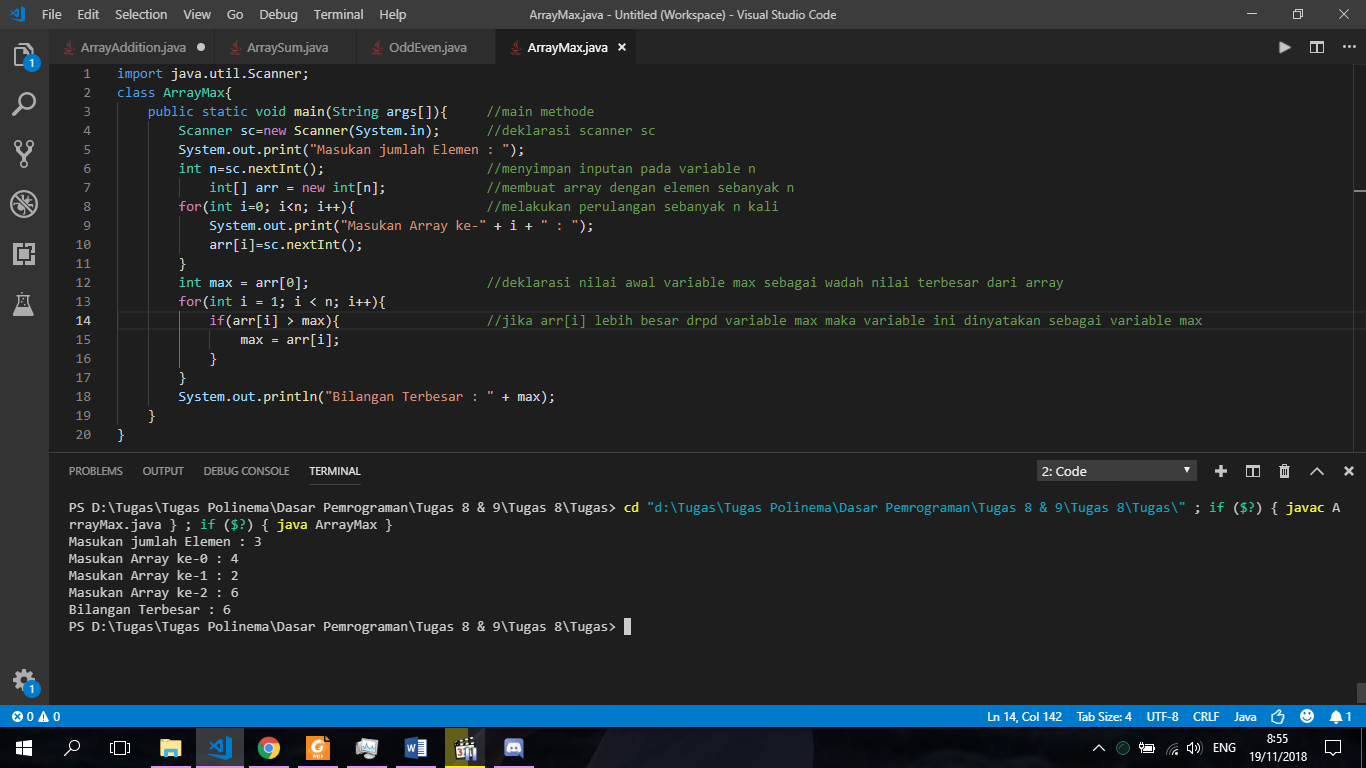 File Edit Selection View Go Debug Terminal Help ArrayMax.java - Untitled (Workspace) - Visual Studio Code
ArrayAddition.java ArraySum.java OddEven.java ArrayMax.java
1 import java.util.Scanner;
2 class ArrayMax{
3 public static void main(String args[]){ //main methode
4 Scanner sc=new Scanner(System.in); //deklarasi scanner sc
5 System.out.print("Masukan jumlah Elemen : ");
6 int n=sc.nextInt(); //menyimpan inputan pada variable n
7 int[] arr = new int[n]; //membuat array dengan elemen sebanyak n
8 for(int i=0; i<n; i++){ //melakukan perulangan sebanyak n kali
9 System.out.print("Masukan Array ke-" + i + " : ");
10 arr[i]=sc.nextInt();
11 }
12 int max = arr[0]; //deklarasi nilai awal variable max sebagai wadah nilai terbesar dari array
13 for(int i = 1; i < n; i++){
14 if(arr[i] > max){ //jika arr[i] lebih besar drpd variable max maka variable ini dinyatakan sebagai variable max
15 max = arr[i];
16 }
17 }
18 System.out.println("Bilangan Terbesar : " + max);
19 }
20 }
PROBLEMS OUTPUT DEBUG CONSOLE TERMINAL 2: Code
PS D:\Tugas\Tugas Polinema\Dasar Pemrograman\Tugas 8 & 9\Tugas 8\Tugas> cd "d:\Tugas\Tugas Polinema\Dasar Pemrograman\Tugas 8 & 9\Tugas 8\Tugas\" ; if ($?) { javac A
rrayMax.java } ; if ($?) { java ArrayMax }
Masukan jumlah Elemen : 3
Masukan Array ke-0 : 4
Masukan Array ke-1 : 2
Masukan Array ke-2 : 6
Bilangan Terbesar : 6
PS D:\Tugas\Tugas Polinema\Dasar Pemrograman\Tugas 8 & 9\Tugas 8\Tugas>
1
1
0 0 Ln 14, Col 142 Tab Size: 4 UTF-8 CRLF Java 1
ENG 8:55
19/11/2018